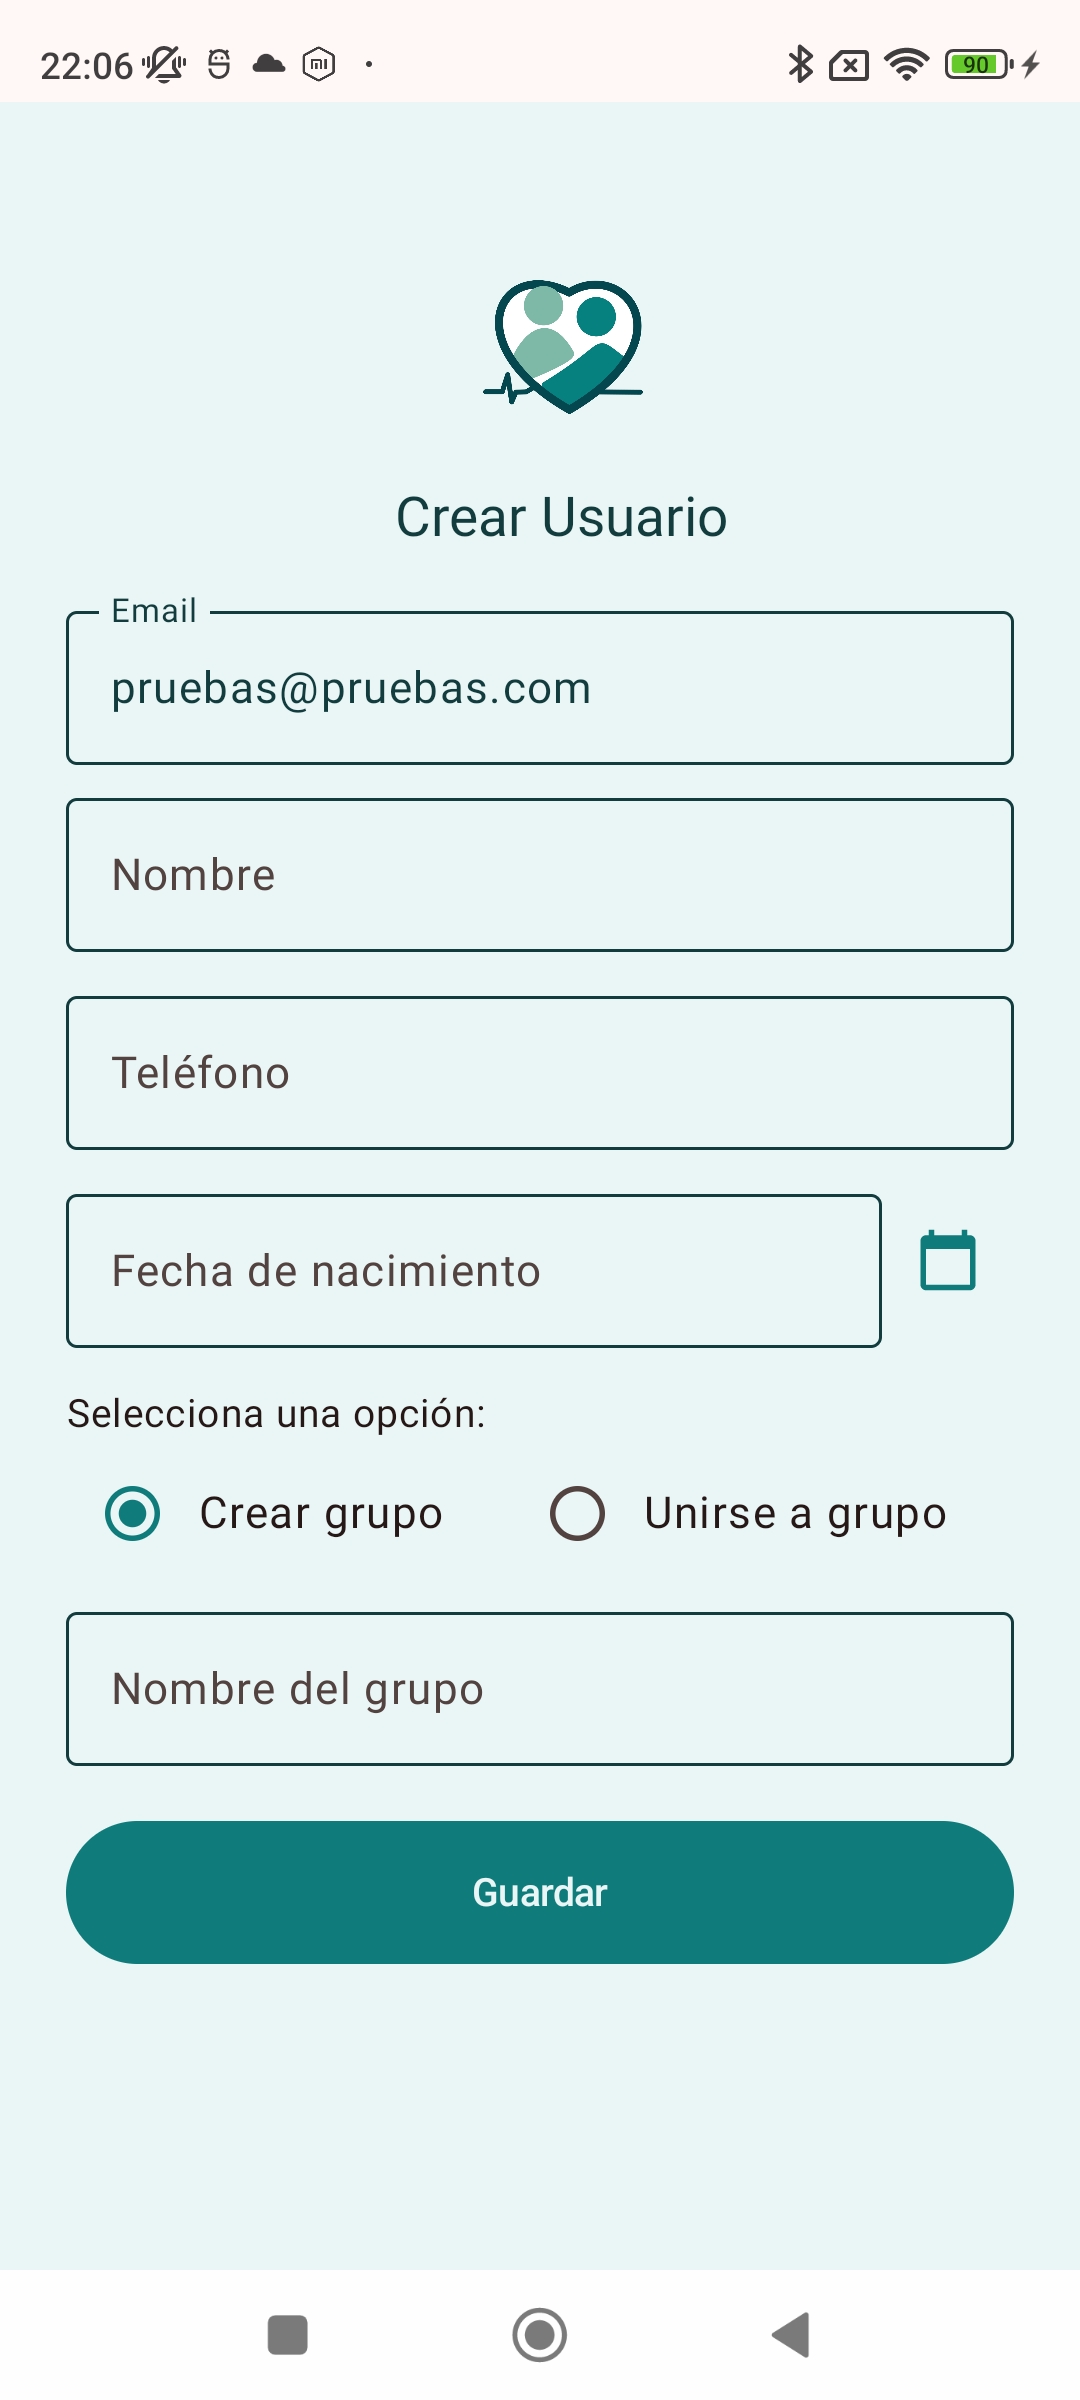 22:06
90
Crear Usuario
Email
pruebas@pruebas.com
Nombre
Teléfono
Fecha de nacimiento
Selecciona una opción:
Crear grupo Unirse a grupo
Nombre del grupo
Guardar